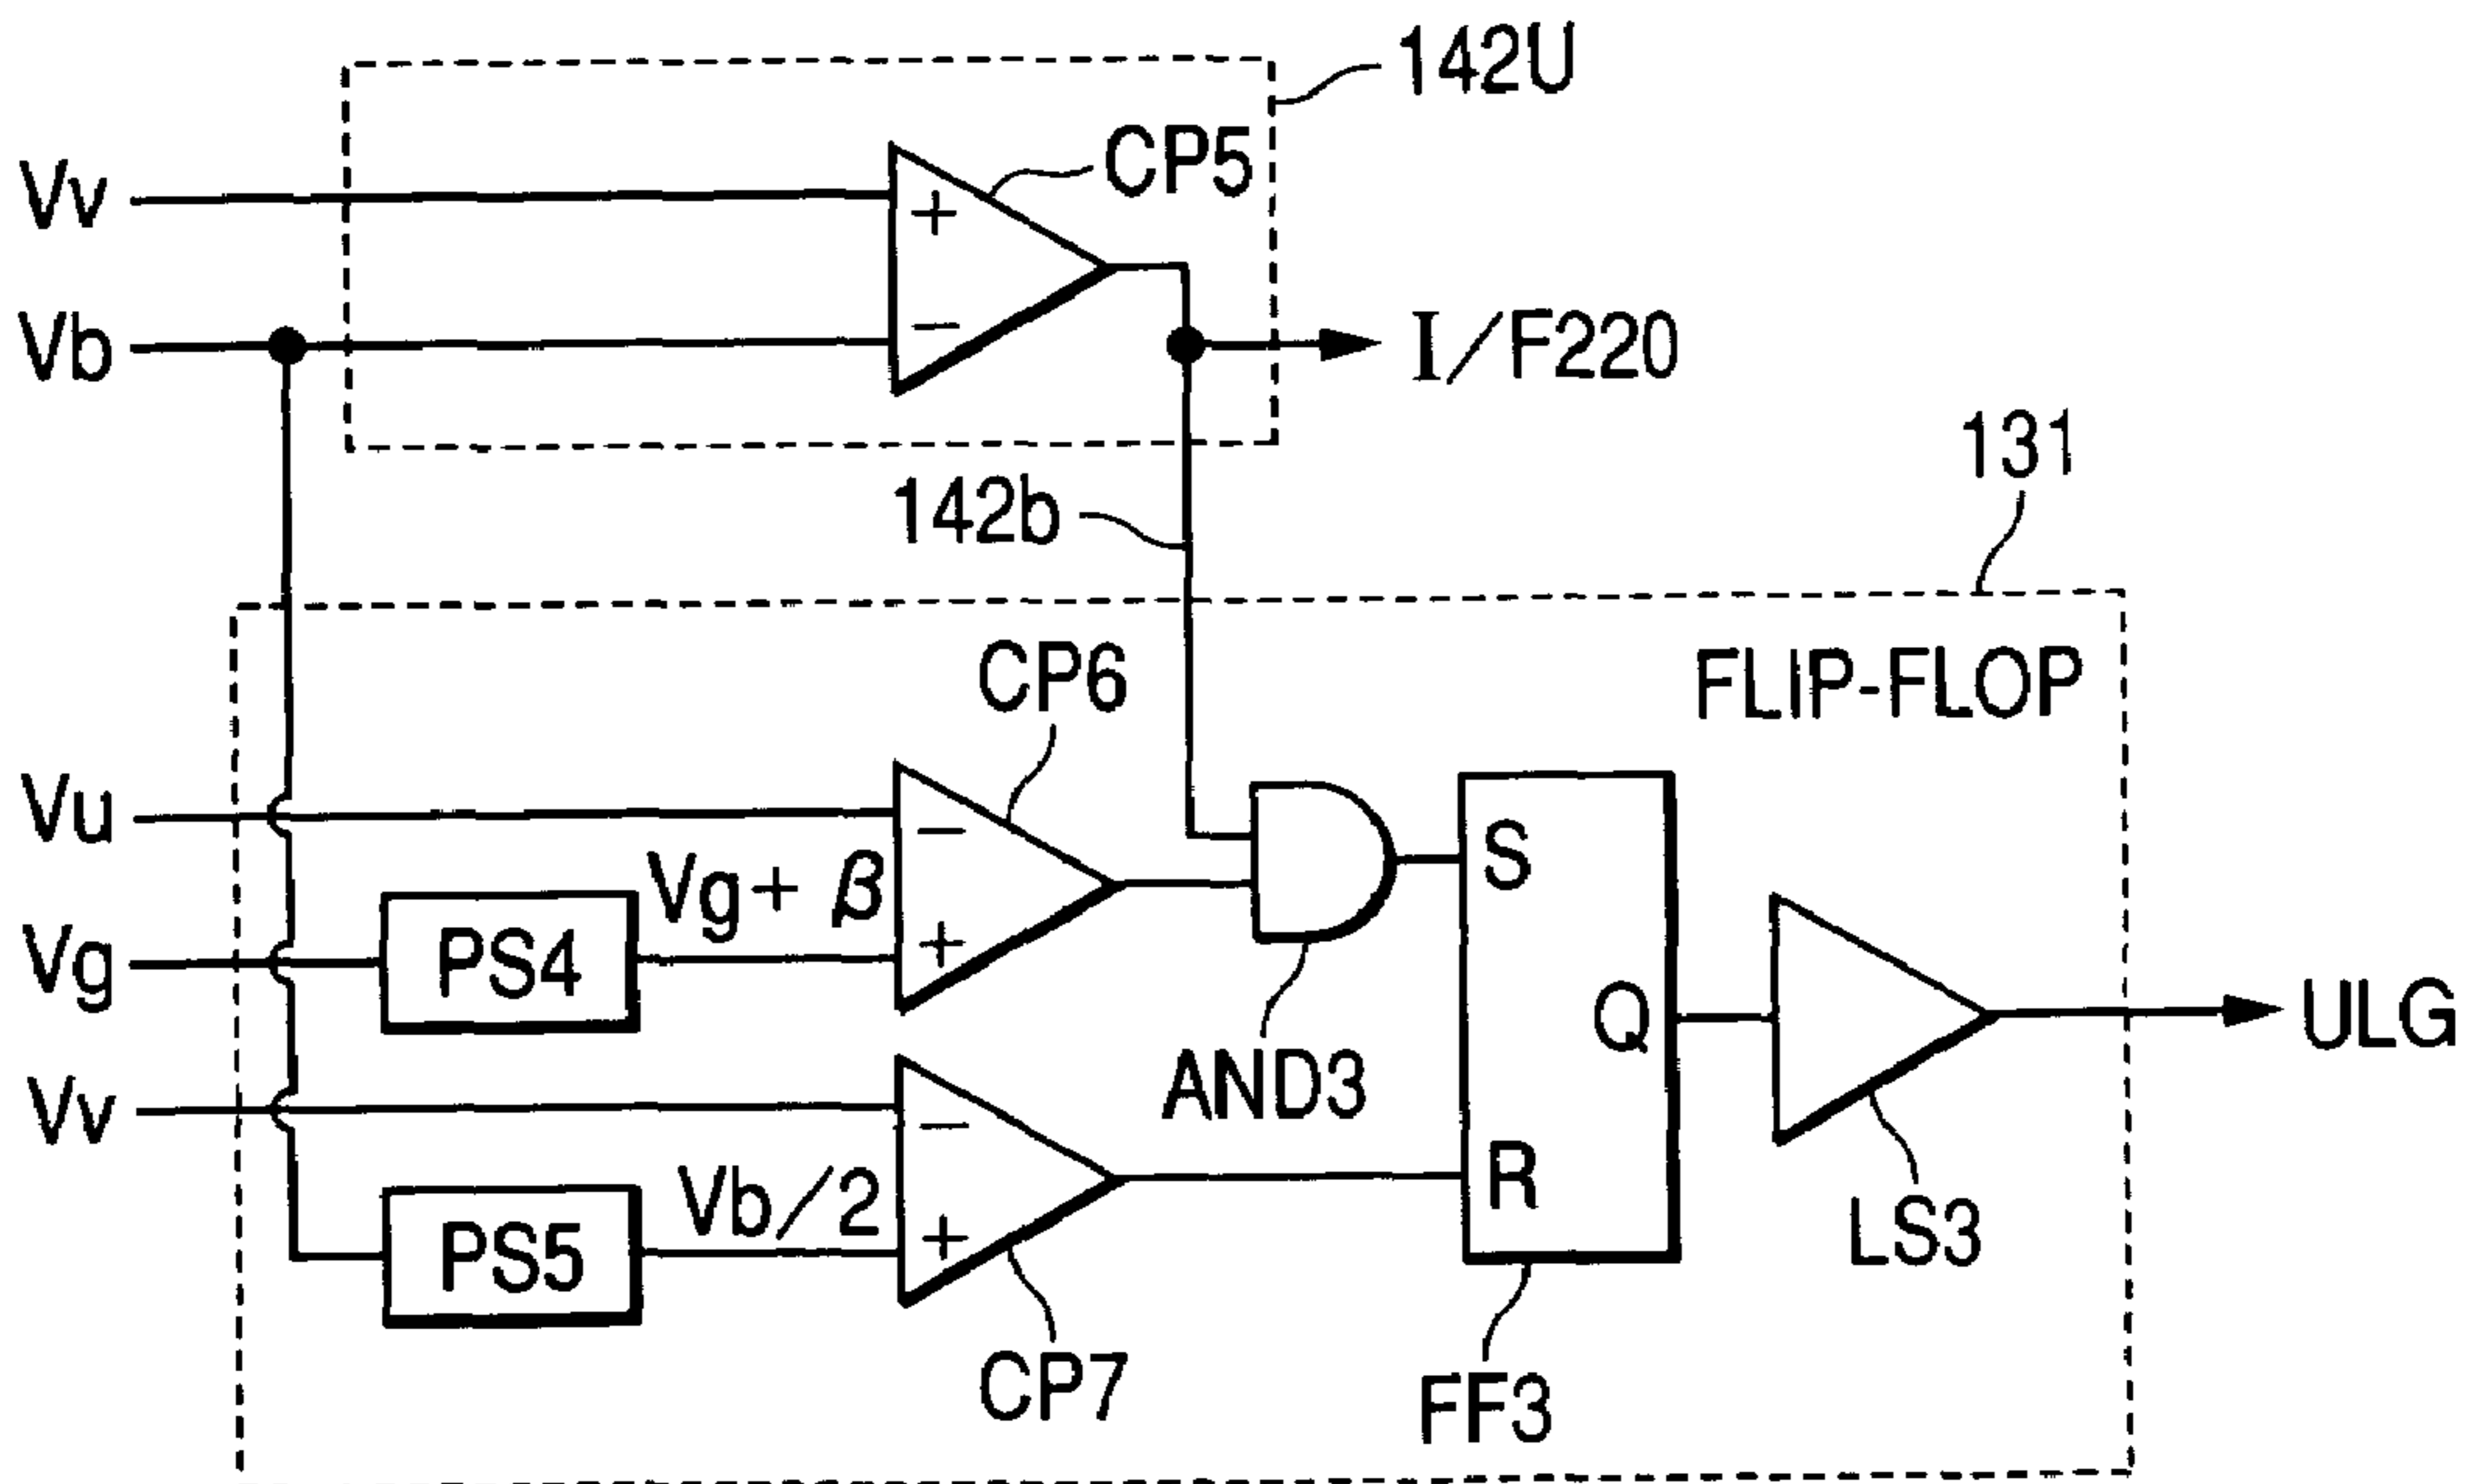 142U
CP5
Vv
+
Vb
−
I/F220
131
142b
CP6
FLIP-FLOP
Vu
−
Vg+ β
S
Vg
PS4
+
Q
ULG
AND3
Vv
−
Vb/2
R
PS5
+
LS3
CP7
FF3